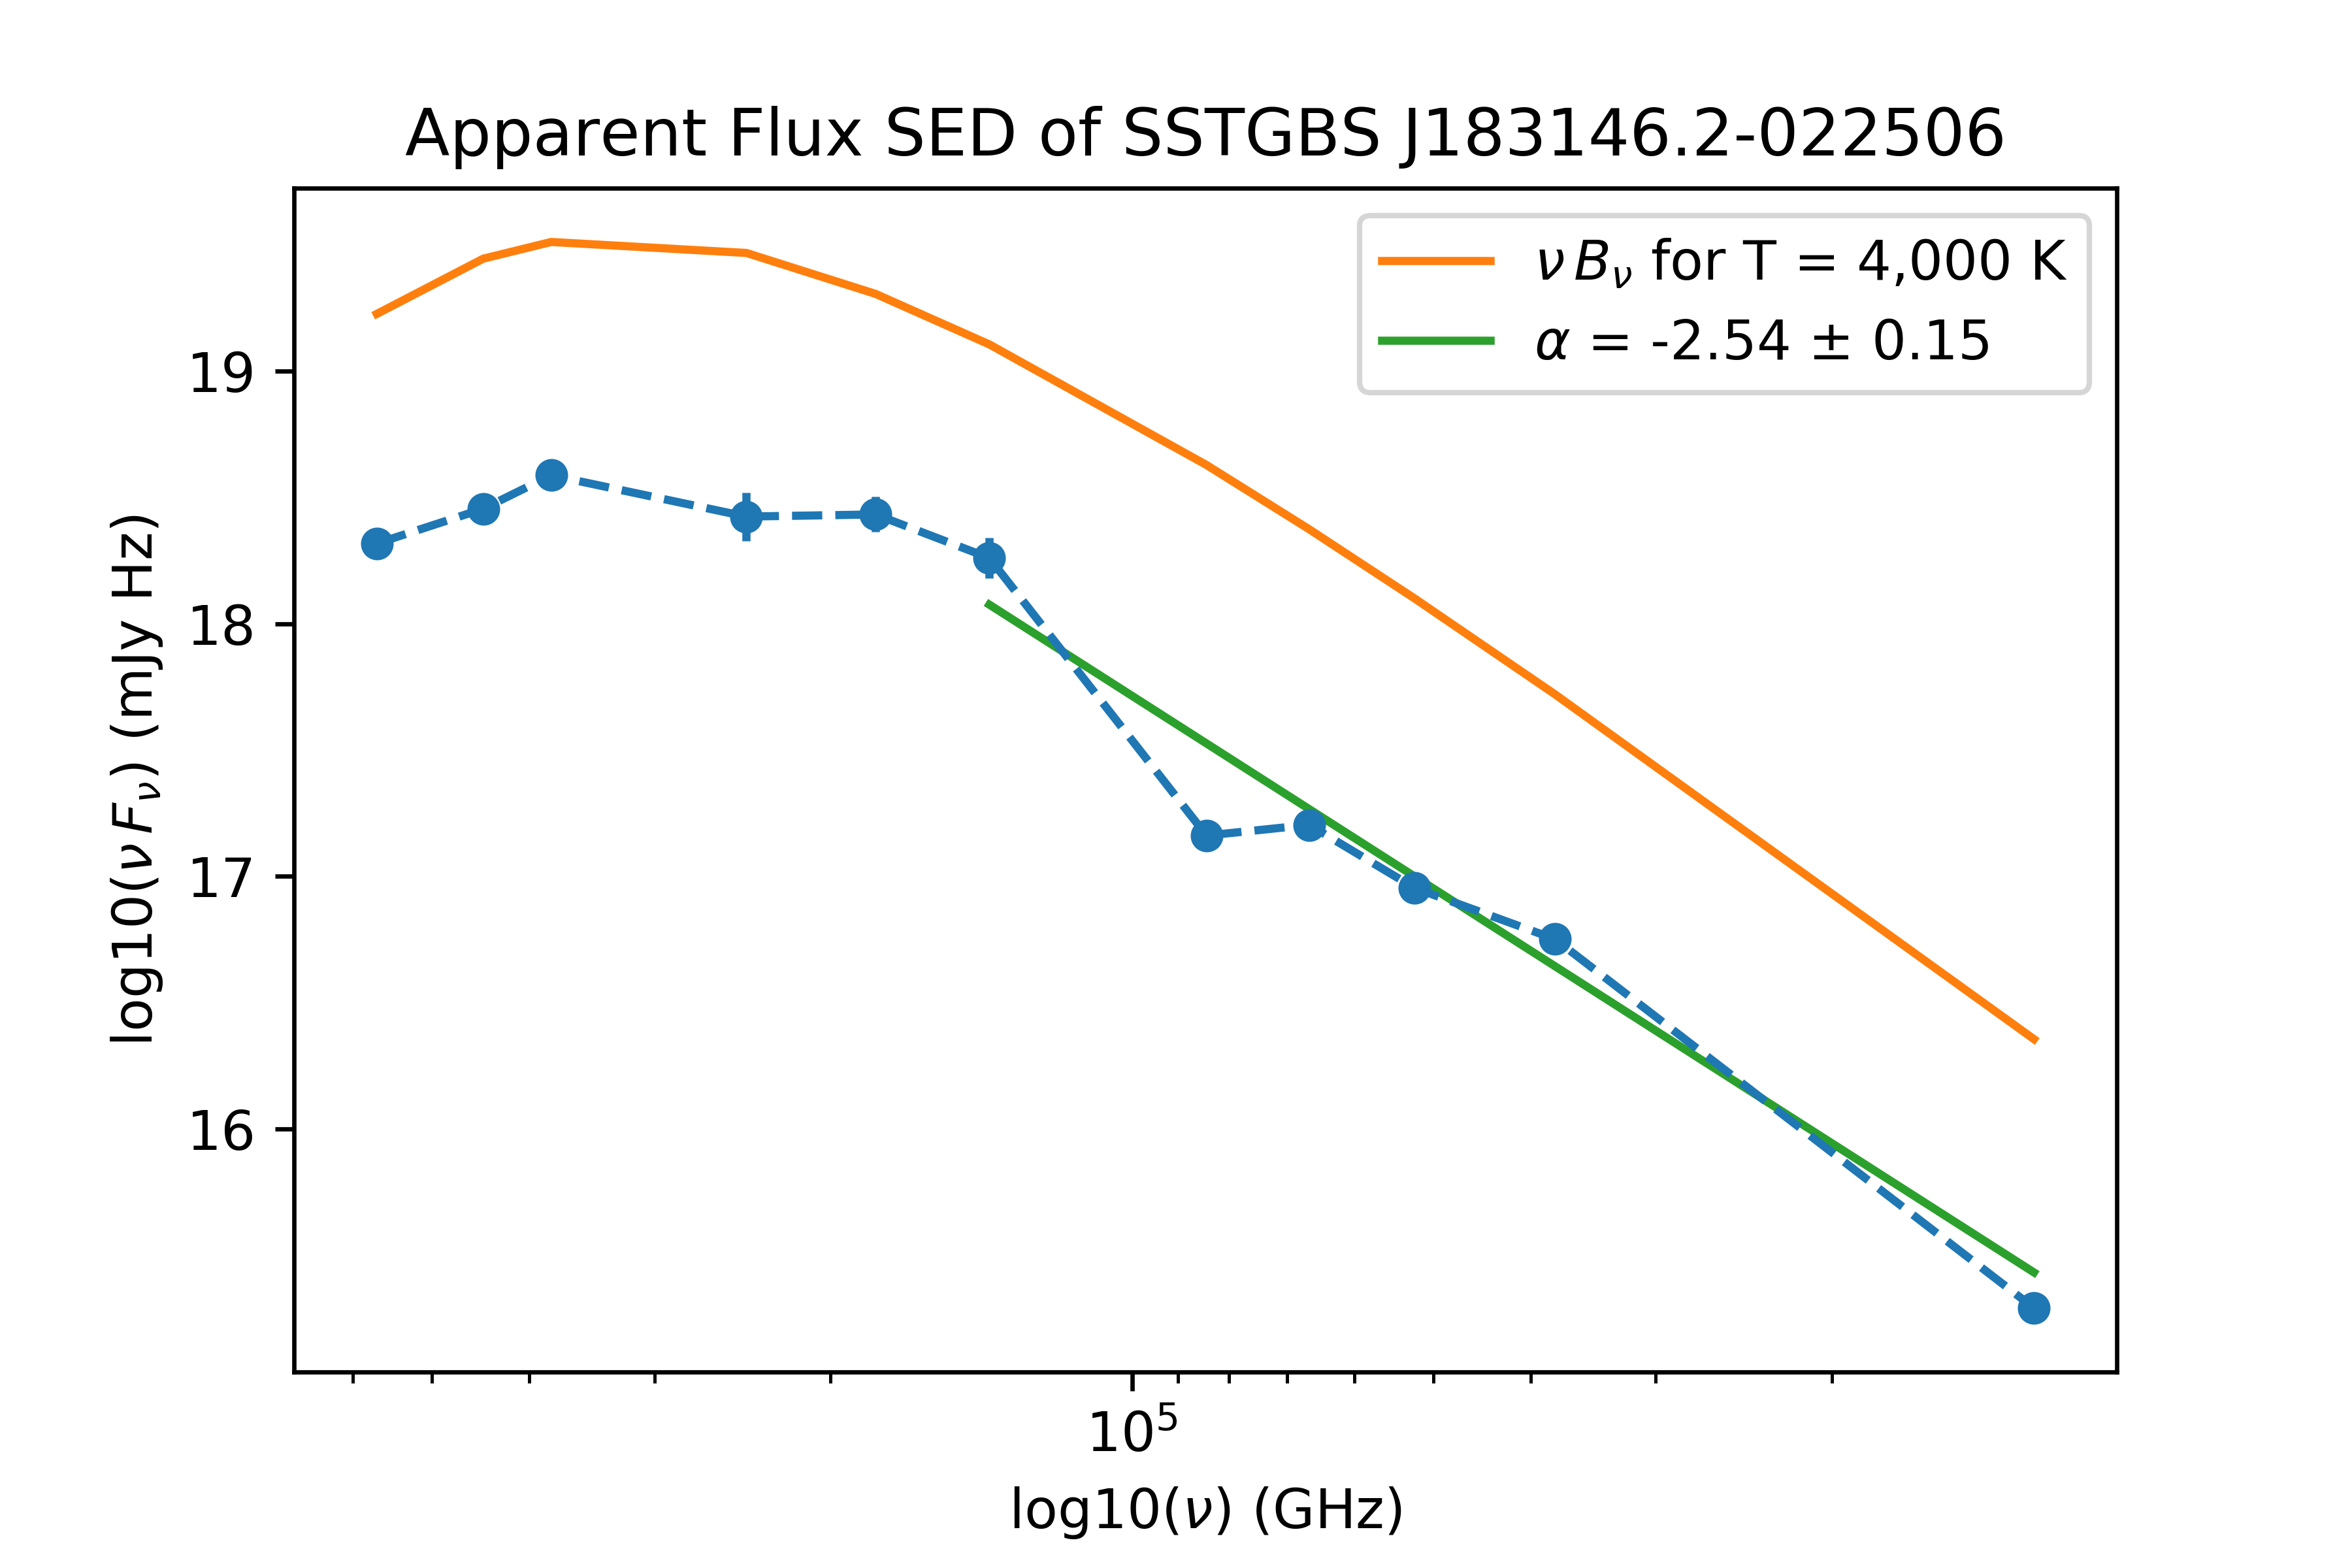 Apparent Flux SED of SSTGBS J183146.2-022506
νBν for T = 4,000 K
α = -2.54 ± 0.15
19
18
17
16
log10(νFν) (mJy Hz)
10⁵
log10(ν) (GHz)